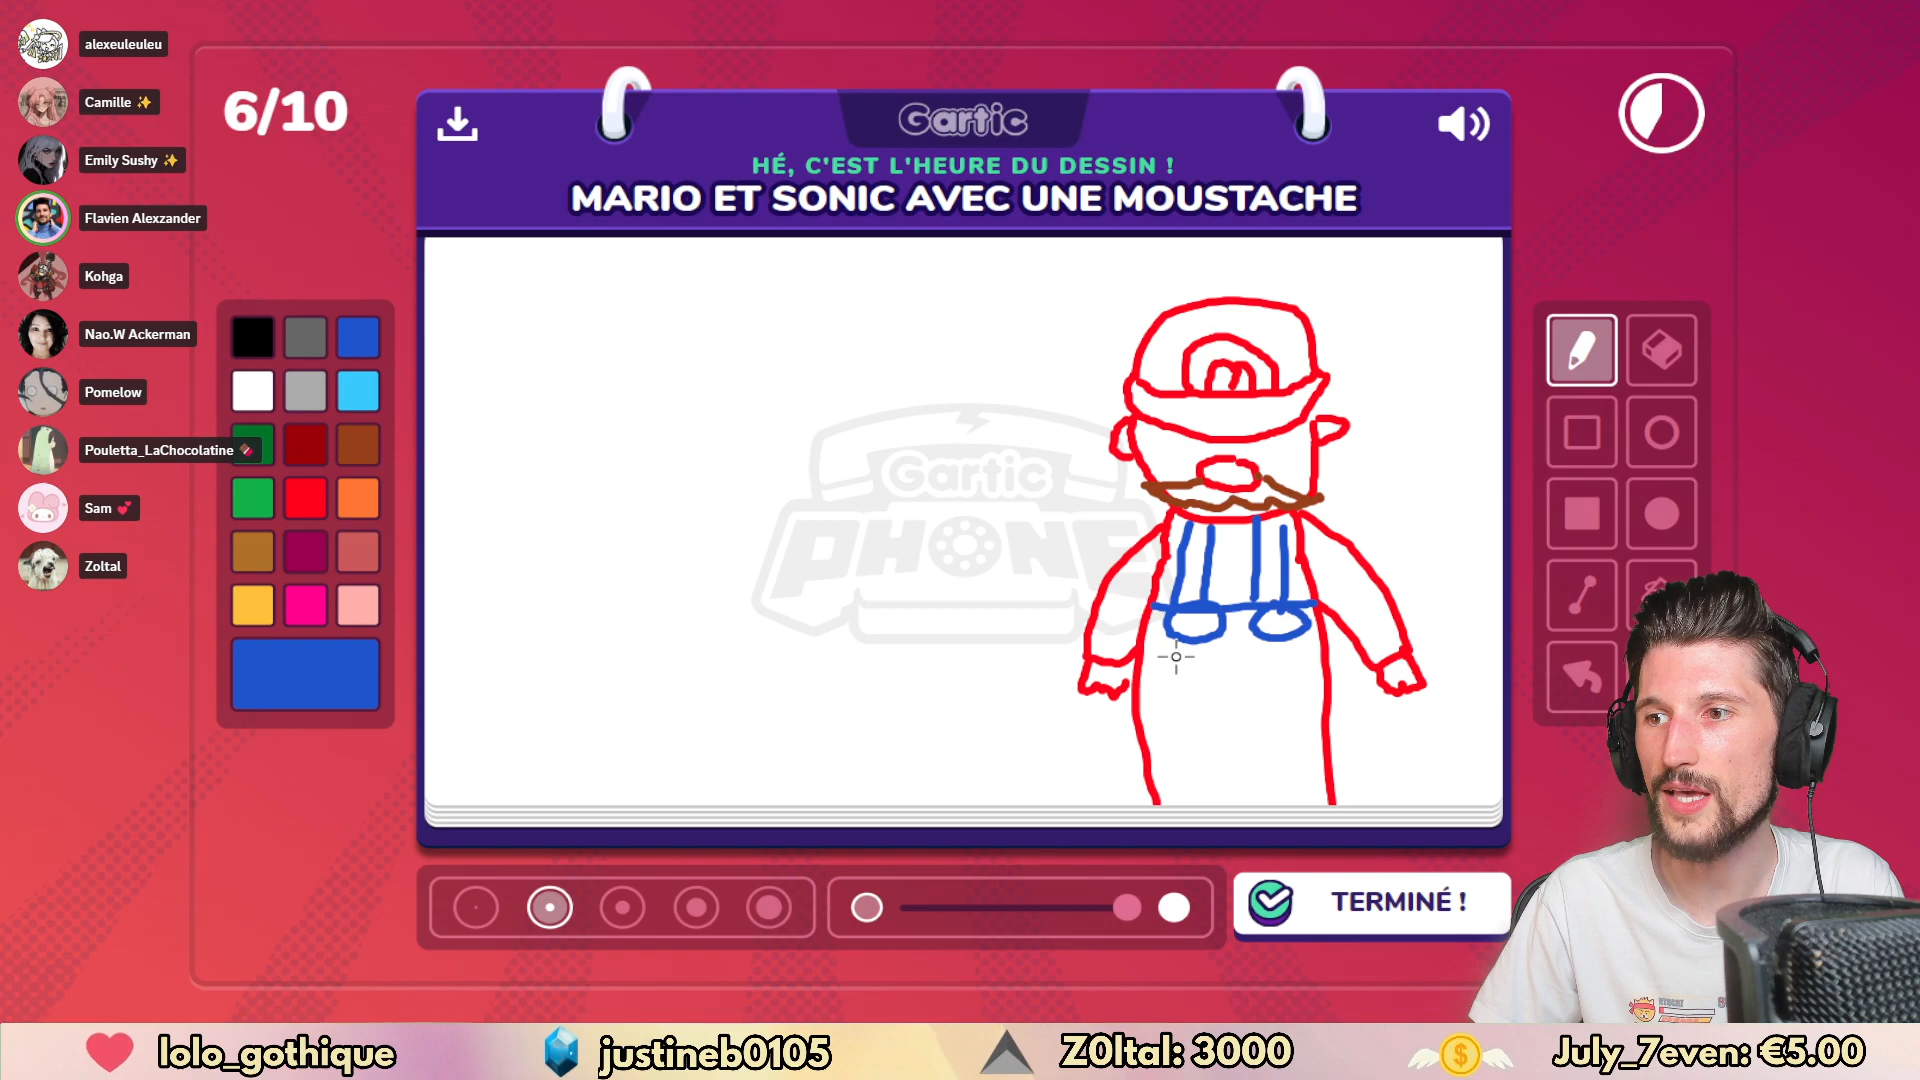 alexeuleuleu
Camille ✨
Emily Sushy ✨
Flavien Alexzander
Kohga
Nao.W Ackerman
Pomelow
Pouletta_LaChocolatine 🍫
Sam 💕
Zoltal
6/10
Gartic
HÉ, C'EST L'HEURE DU DESSIN !
MARIO ET SONIC AVEC UNE MOUSTACHE
Gartic
PHONE
TERMINÉ !
lolo_gothique
justineb0105
Z0ltal: 3000
July_7even: €5.00